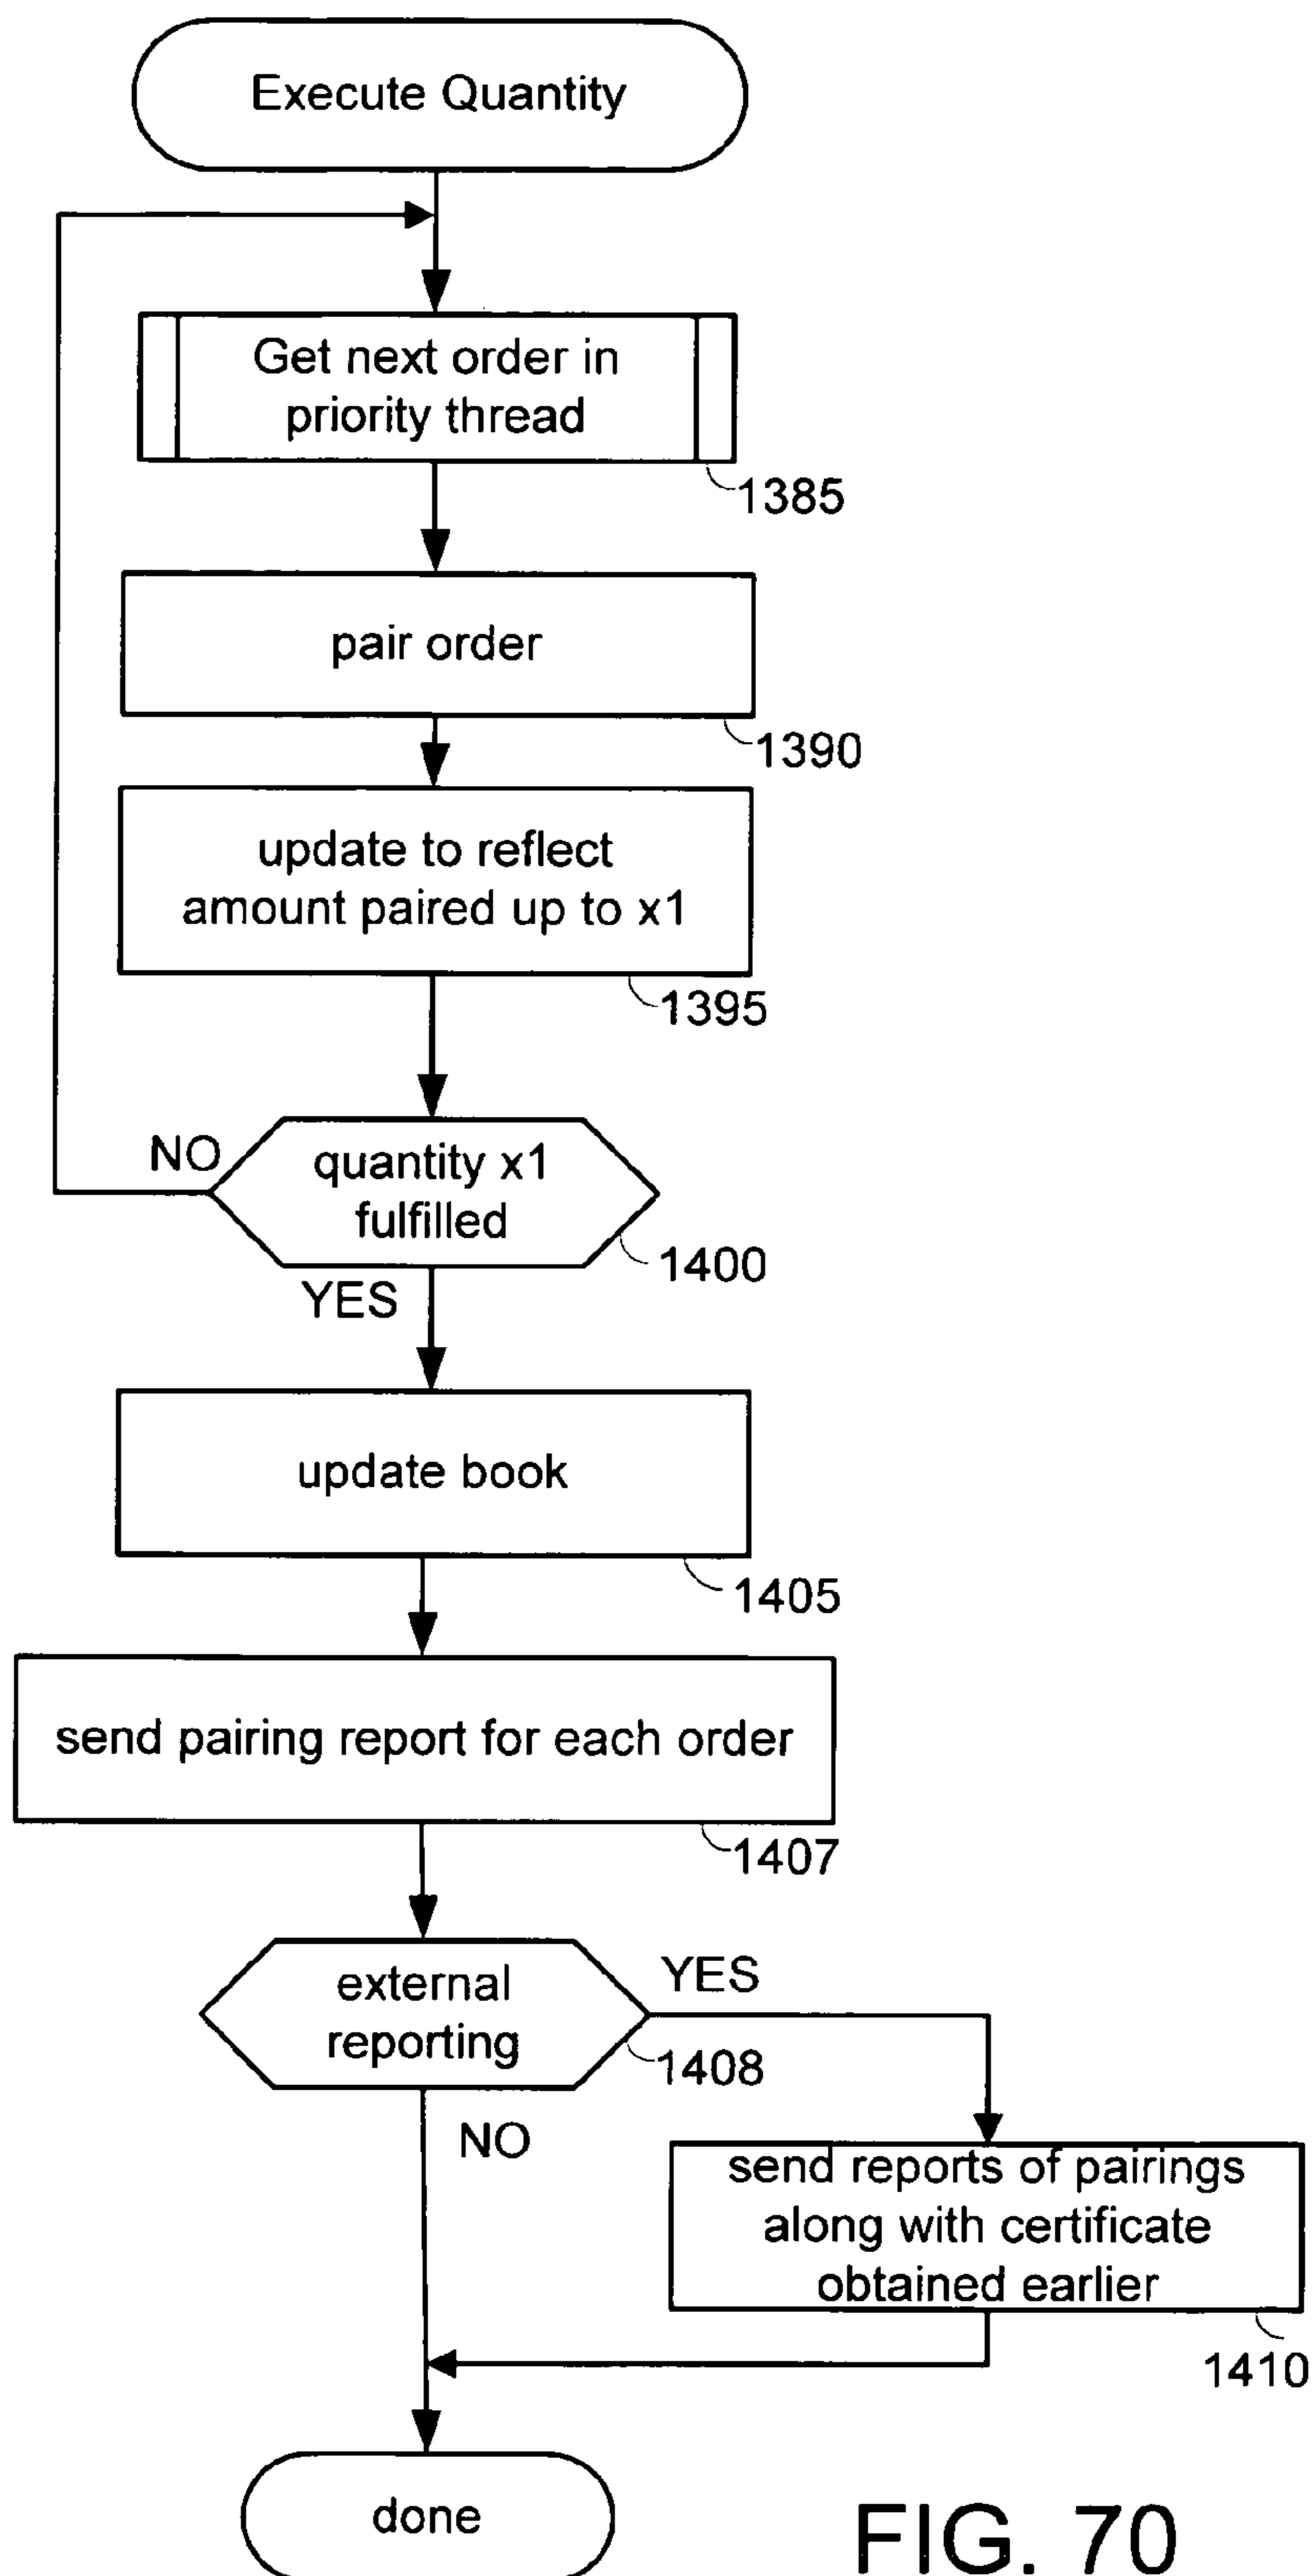 Execute Quantity
Get next order in
priority thread
1385
pair order
1390
update to reflect
amount paired up to x1
1395
NO
quantity x1
fulfilled
1400
YES
update book
1405
send pairing report for each order
1407
external
reporting
YES
1408
NO
send reports of pairings
along with certificate
obtained earlier
1410
done
FIG. 70